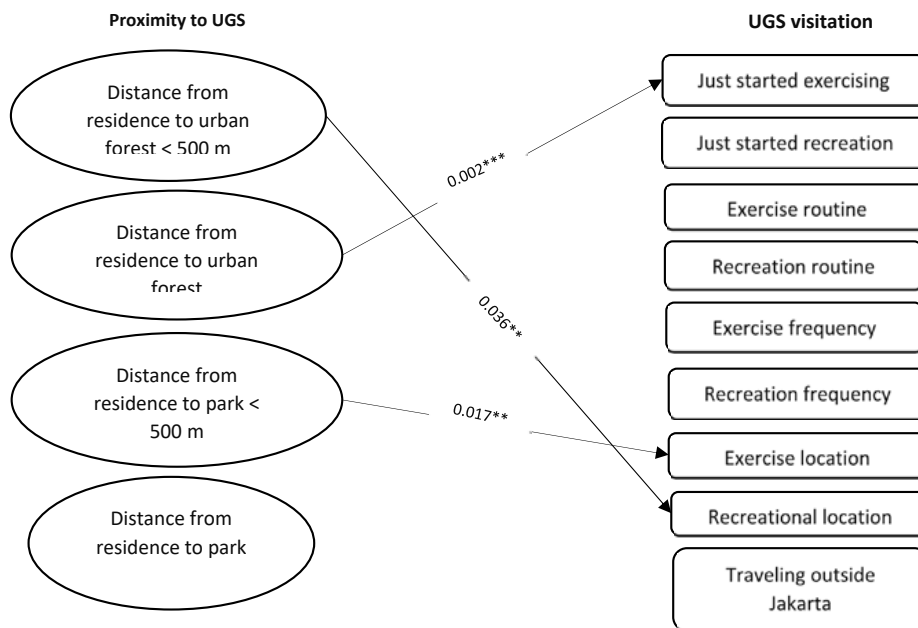 Proximity to UGS
UGS visitation
Distance from
residence to urban
forest < 500 m
Distance from
residence to urban
forest
Distance from
residence to park <
500 m
Distance from
residence to park
0.002***
0.036**
0.017**
Just started exercising
Just started recreation
Exercise routine
Recreation routine
Exercise frequency
Recreation frequency
Exercise location
Recreational location
Traveling outside
Jakarta